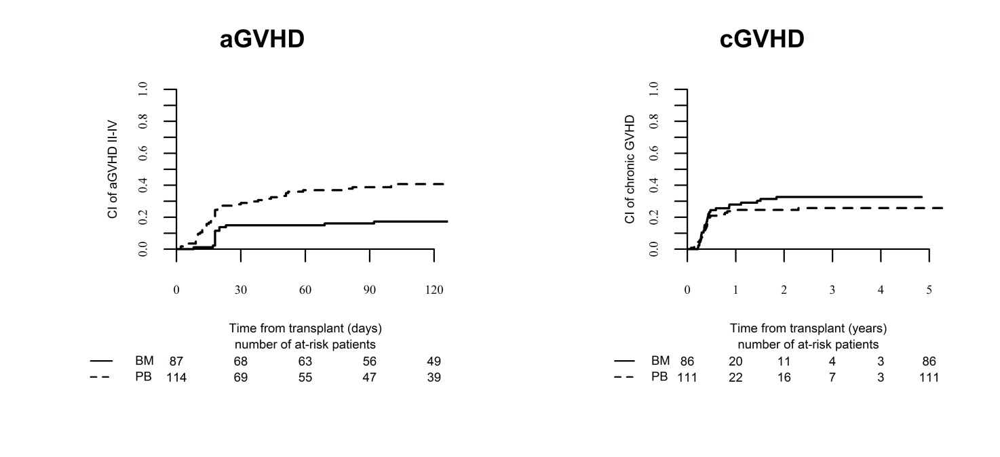 aGVHD
CI of aGVHD II-IV
1.0
0.8
0.6
0.4
0.2
0.0
0 30 60 90 120
Time from transplant (days)
number of at-risk patients
BM 87 68 63 56 49
PB 114 69 55 47 39
cGVHD
CI of chronic GVHD
1.0
0.8
0.6
0.4
0.2
0.0
0 1 2 3 4 5
Time from transplant (years)
number of at-risk patients
BM 86 20 11 4 3 86
PB 111 22 16 7 3 111